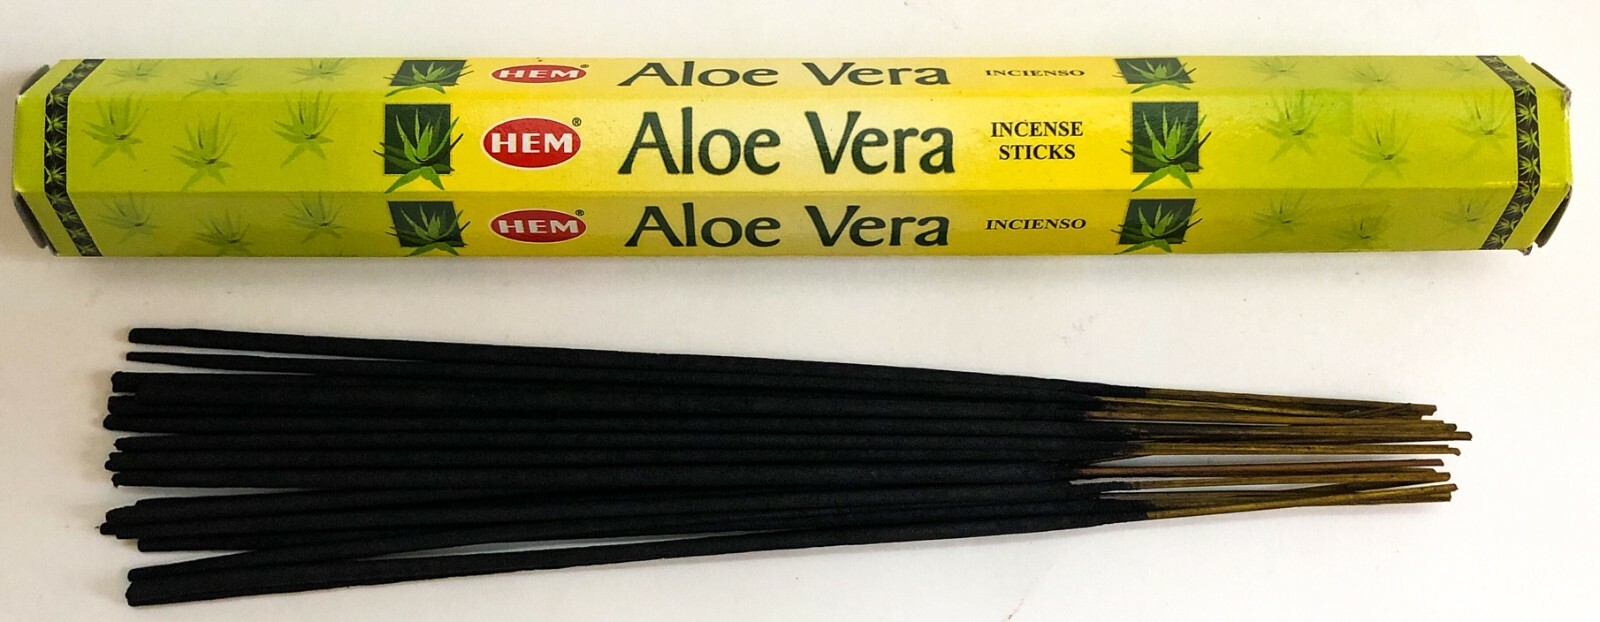 HEM® Aloe Vera INCIENSO
HEM® Aloe Vera INCENSE STICKS
HEM® Aloe Vera INCIENSO